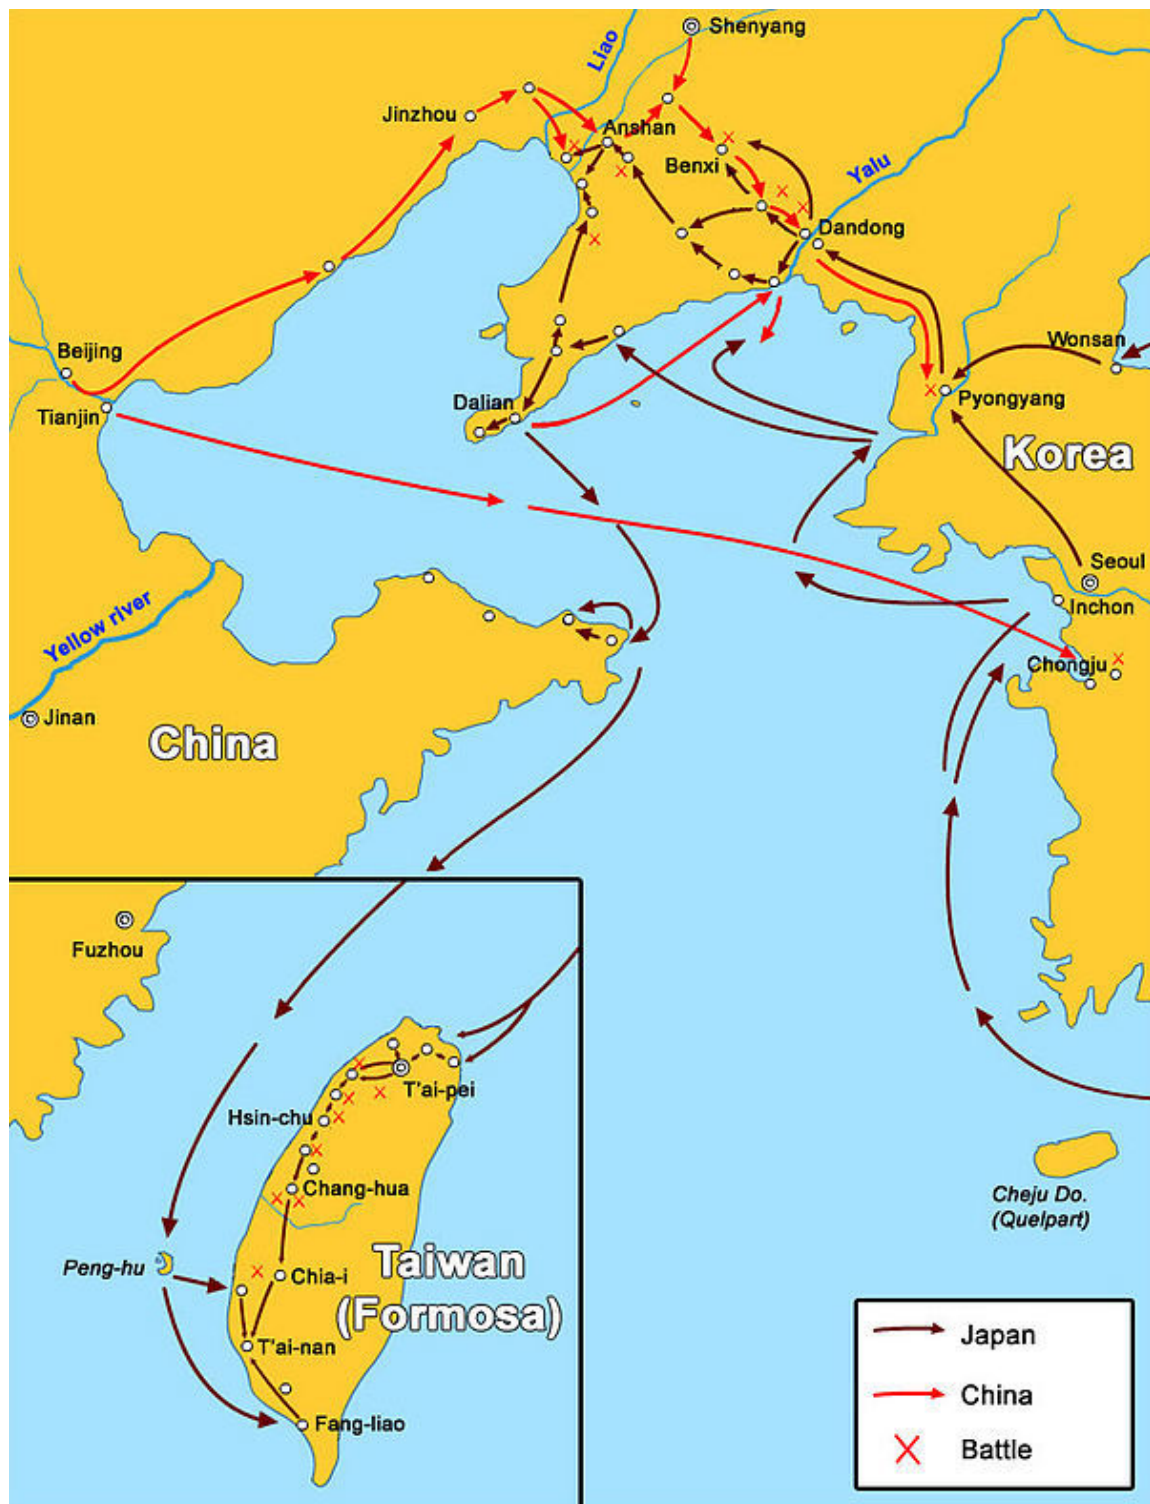 Shenyang
Liao
Jinzhou
Anshan
Benxi
Yalu
Dandong
Beijing
Tianjin
Dalian
Wonsan
Pyongyang
Korea
Seoul
Inchon
Chongju
Yellow river
Jinan
China
Fuzhou
T'ai-pei
Hsin-chu
Chang-hua
Cheju Do.
(Quelpart)
Peng-hu
Taiwan
(Formosa)
Chia-i
T'ai-nan
Fang-liao
Japan
China
Battle